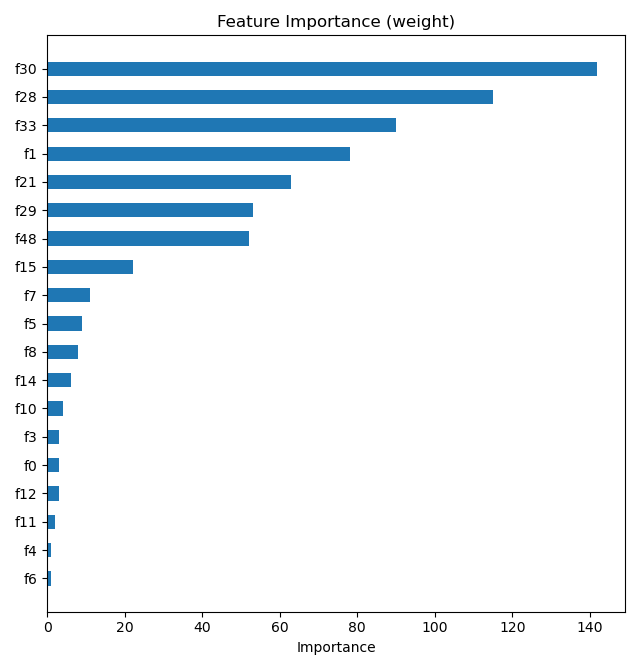 Feature Importance (weight)
f30
f28
f33
f1
f21
f29
f48
f15
f7
f5
f8
f14
f10
f3
f0
f12
f11
f4
f6
0 20 40 60 80 100 120 140
Importance